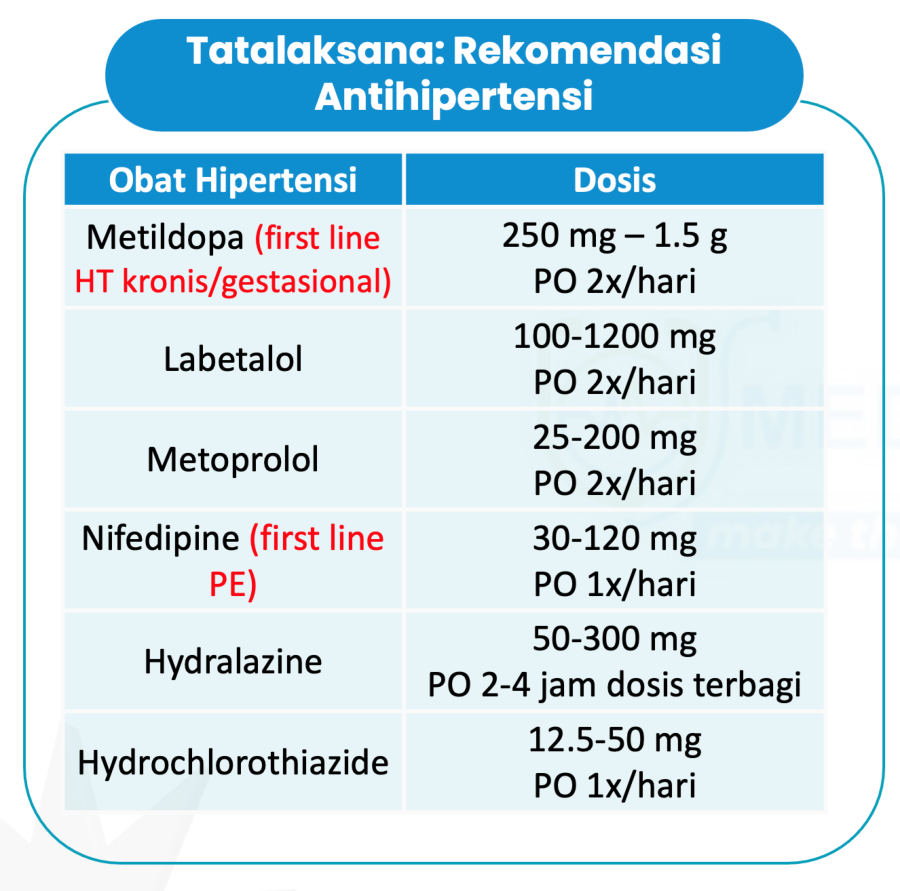 Tatalaksana: Rekomendasi
Antihipertensi
Obat Hipertensi
Dosis
Metildopa (first line
HT kronis/gestasional)
250 mg – 1.5 g
PO 2x/hari
Labetalol
100-1200 mg
PO 2x/hari
Metoprolol
25-200 mg
PO 2x/hari
Nifedipine (first line
PE)
30-120 mg
PO 1x/hari
Hydralazine
50-300 mg
PO 2-4 jam dosis terbagi
Hydrochlorothiazide
12.5-50 mg
PO 1x/hari
make